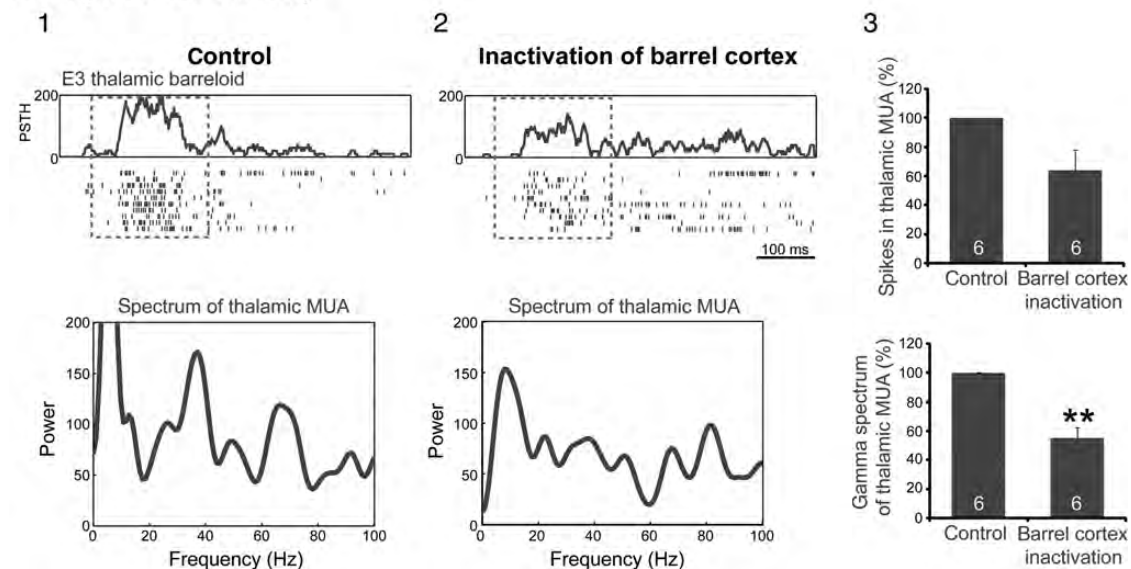 1
Control
E3 thalamic barreloid
200
PSTH
0
Spectrum of thalamic MUA
200
150
100
50
0
Power
0 20 40 60 80 100
Frequency (Hz)
2
Inactivation of barrel cortex
200
0
100 ms
Spectrum of thalamic MUA
200
150
100
50
0
Power
0 20 40 60 80 100
Frequency (Hz)
3
Spikes in thalamic MUA (%)
120
100
80
60
40
20
0
6
6
Control
Barrel cortex
inactivation
Gamma spectrum
of thalamic MUA (%)
120
100
80
60
40
20
0
**
6
6
Control
Barrel cortex
inactivation